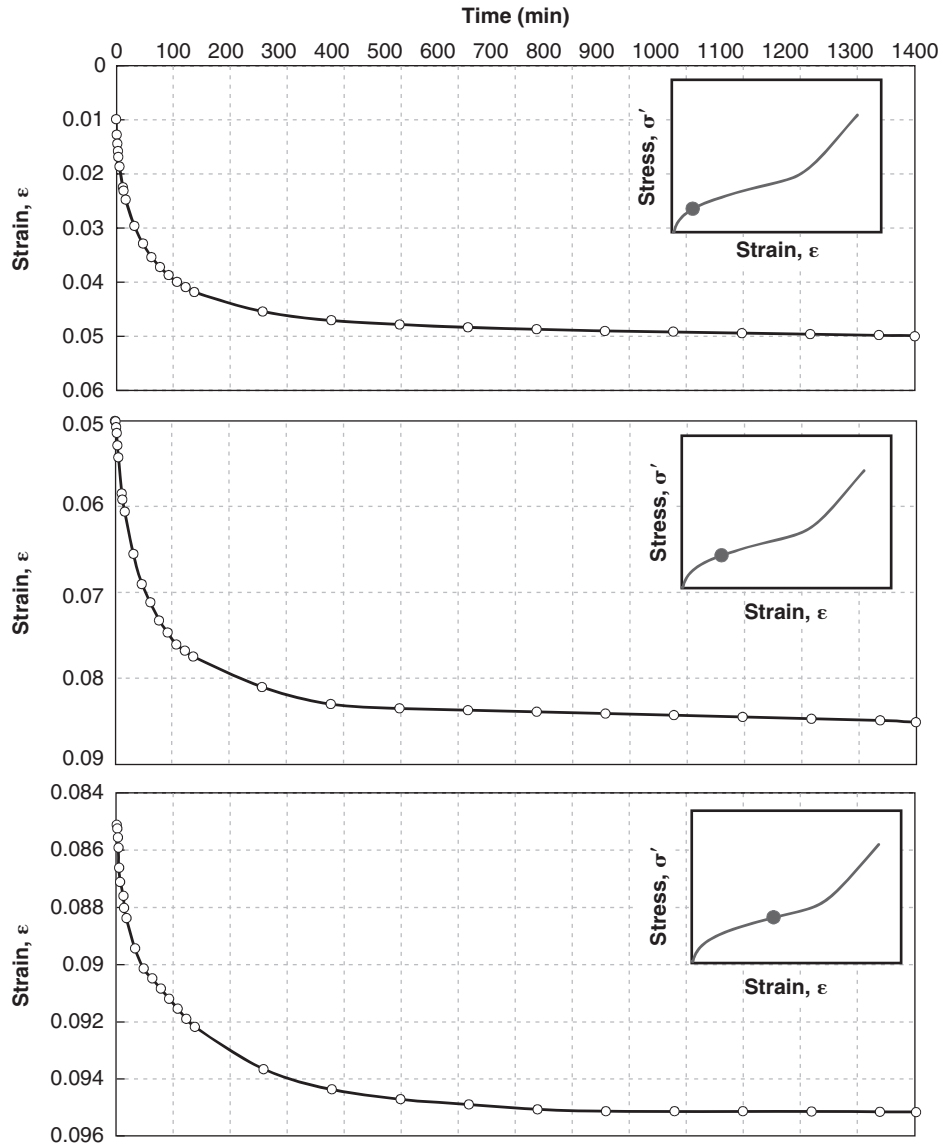 Time (min)
0 100 200 300 400 500 600 700 800 900 1000 1100 1200 1300 1400
0
0.01
0.02
0.03
0.04
0.05
0.06
Strain, ε
Stress, σ′
Strain, ε
0.05
0.06
0.07
0.08
0.09
Strain, ε
Stress, σ′
Strain, ε
0.084
0.086
0.088
0.09
0.092
0.094
0.096
Strain, ε
Stress, σ′
Strain, ε